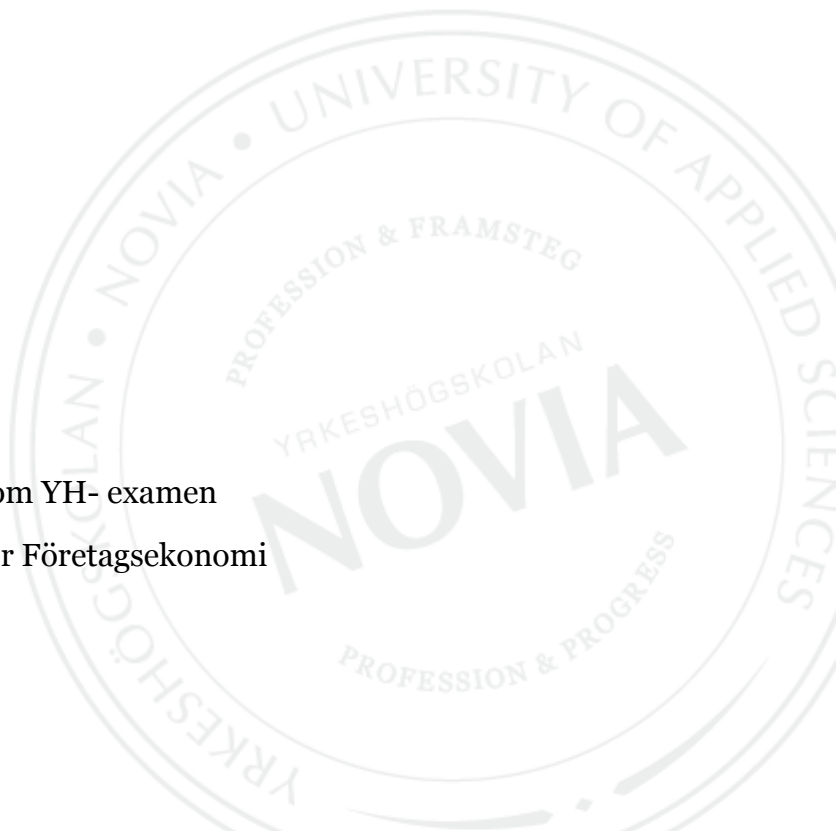 YRKESHÖGSKOLAN • NOVIA • UNIVERSITY OF APPLIED SCIENCES
PROFESSION & FRAMSTEG
YRKESHÖGSKOLAN
NOVIA
om YH- examen
r Företagsekonomi
PROFESSION & PROGRESS